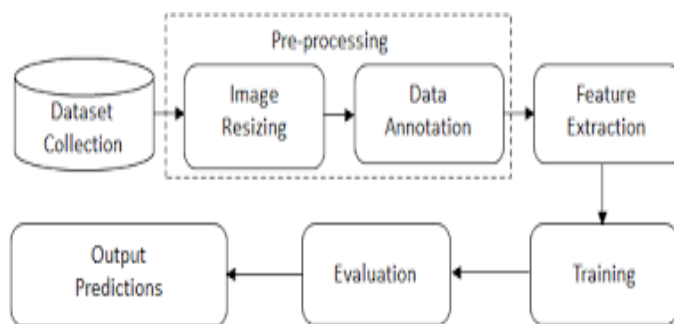 Pre-processing
Dataset
Collection
Image
Resizing
Data
Annotation
Feature
Extraction
Training
Evaluation
Output
Predictions